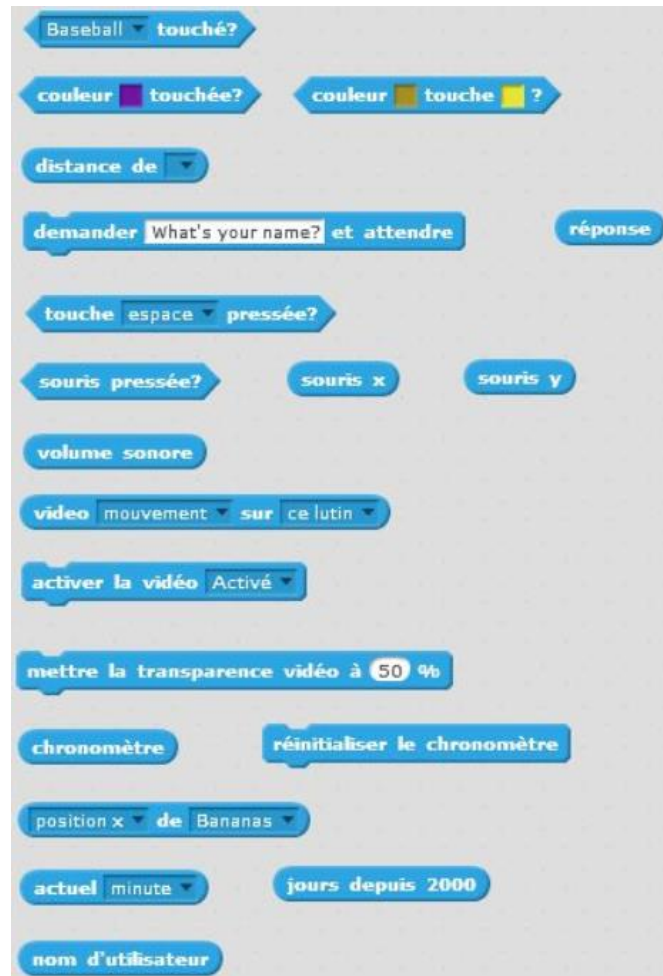 Baseball touché?
couleur touchée? couleur touche ?
distance de
demander What's your name? et attendre réponse
touche espace pressée?
souris pressée? souris x souris y
volume sonore
video mouvement sur ce lutin
activer la vidéo Activé
mettre la transparence vidéo à 50 %
chronomètre réinitialiser le chronomètre
position x de Bananas
actuel minute jours depuis 2000
nom d'utilisateur